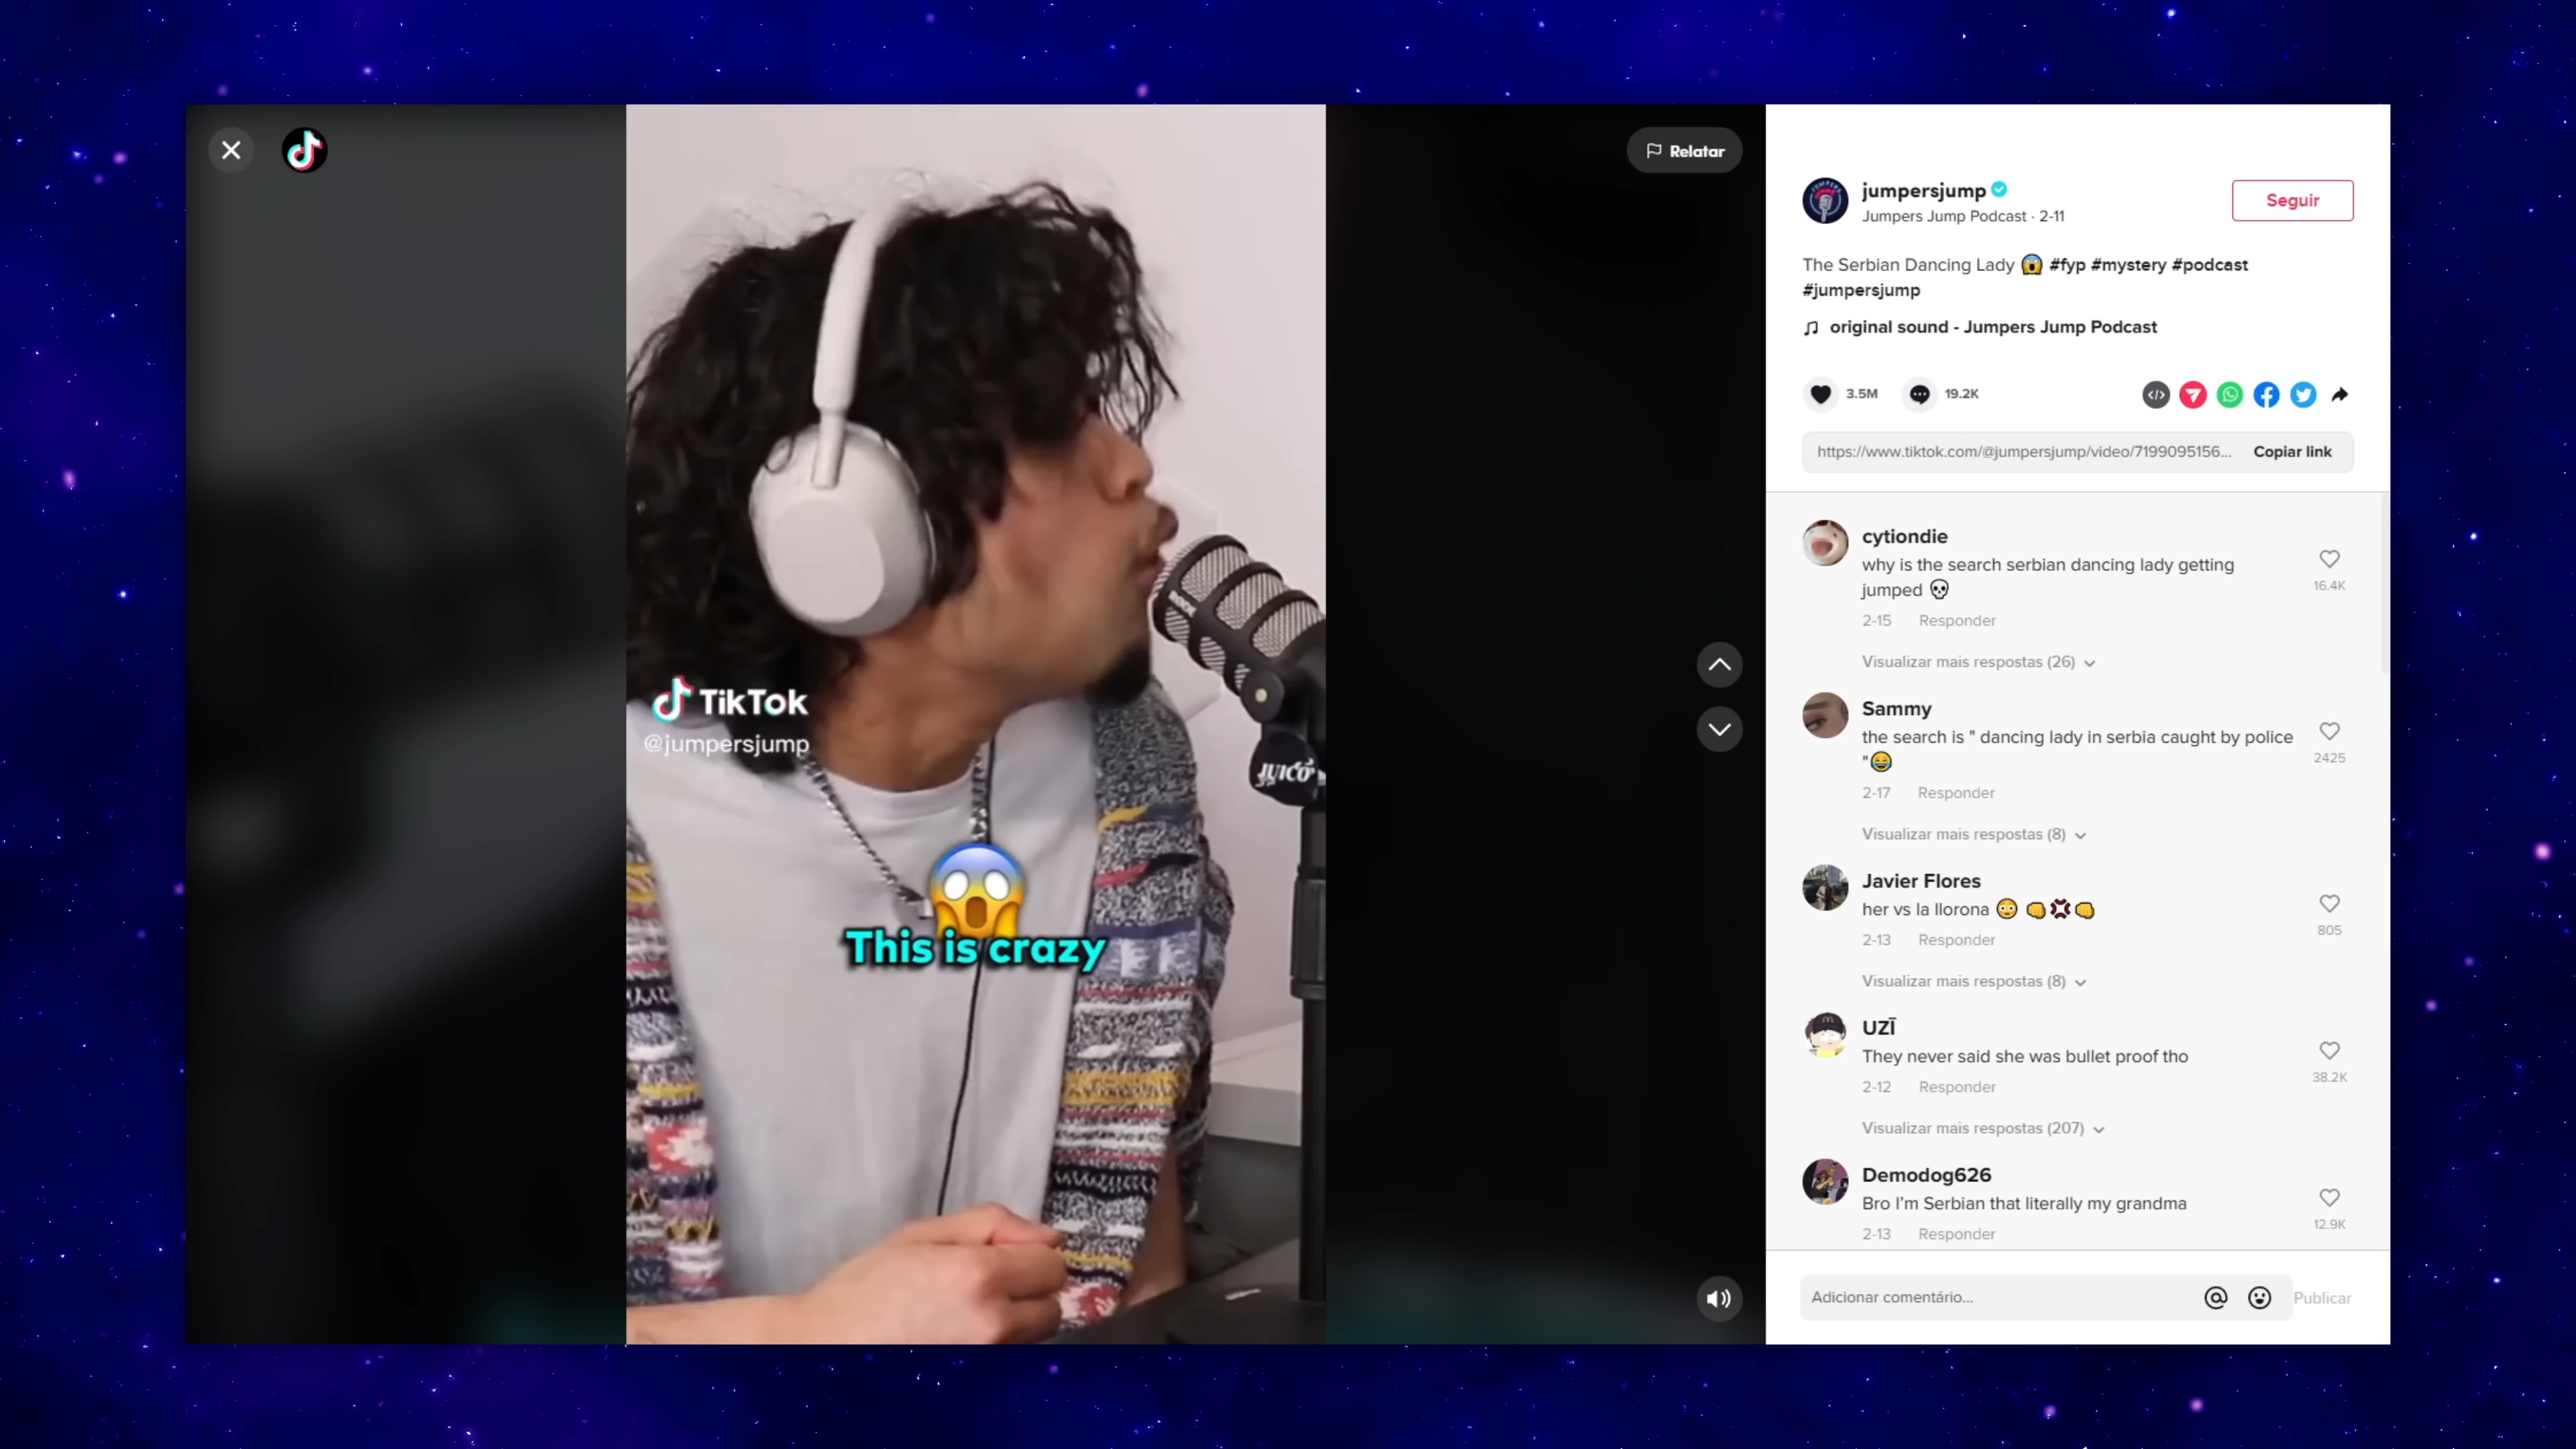 Relatar
TikTok
@jumpersjump
This is crazy
jumpersjump
Jumpers Jump Podcast · 2-11
Seguir
The Serbian Dancing Lady 😱 #fyp #mystery #podcast
#jumpersjump
original sound - Jumpers Jump Podcast
3.5M
19.2K
https://www.tiktok.com/@jumpersjump/video/7199095156...
Copiar link
cytiondie
why is the search serbian dancing lady getting
jumped 💀
16.4K
2-15 Responder
Visualizar mais respostas (26)
Sammy
the search is " dancing lady in serbia caught by police
"😂
2425
2-17 Responder
Visualizar mais respostas (8)
Javier Flores
her vs la llorona 😳 👊💢👊
805
2-13 Responder
Visualizar mais respostas (8)
UZĪ
They never said she was bullet proof tho
38.2K
2-12 Responder
Visualizar mais respostas (207)
Demodog626
Bro I'm Serbian that literally my grandma
12.9K
2-13 Responder
Adicionar comentário...
Publicar